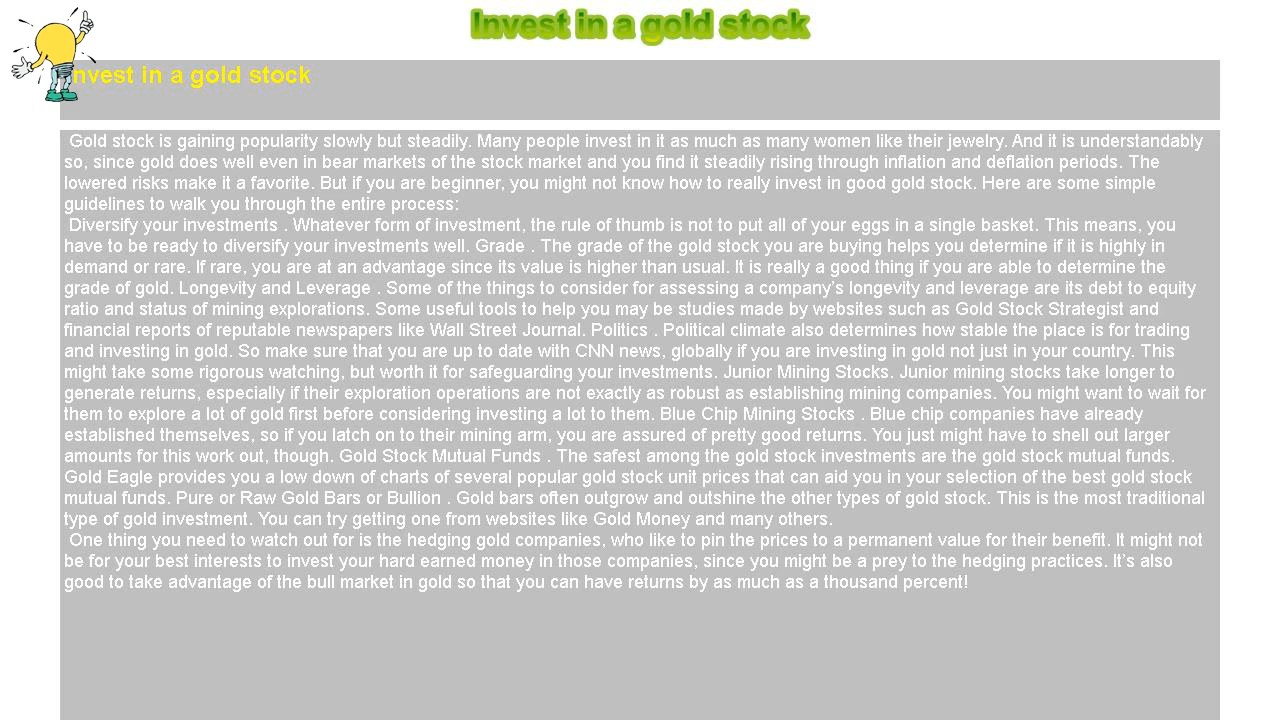 Invest in a gold stock
Invest in a gold stock
Gold stock is gaining popularity slowly but steadily. Many people invest in it as much as many women like their jewelry. And it is understandably
so, since gold does well even in bear markets of the stock market and you find it steadily rising through inflation and deflation periods. The
lowered risks make it a favorite. But if you are beginner, you might not know how to really invest in good gold stock. Here are some simple
guidelines to walk you through the entire process:
Diversify your investments . Whatever form of investment, the rule of thumb is not to put all of your eggs in a single basket. This means, you
have to be ready to diversify your investments well. Grade . The grade of the gold stock you are buying helps you determine if it is highly in
demand or rare. If rare, you are at an advantage since its value is higher than usual. It is really a good thing if you are able to determine the
grade of gold. Longevity and Leverage . Some of the things to consider for assessing a company’s longevity and leverage are its debt to equity
ratio and status of mining explorations. Some useful tools to help you may be studies made by websites such as Gold Stock Strategist and
financial reports of reputable newspapers like Wall Street Journal. Politics . Political climate also determines how stable the place is for trading
and investing in gold. So make sure that you are up to date with CNN news, globally if you are investing in gold not just in your country. This
might take some rigorous watching, but worth it for safeguarding your investments. Junior Mining Stocks. Junior mining stocks take longer to
generate returns, especially if their exploration operations are not exactly as robust as establishing mining companies. You might want to wait for
them to explore a lot of gold first before considering investing a lot to them. Blue Chip Mining Stocks . Blue chip companies have already
established themselves, so if you latch on to their mining arm, you are assured of pretty good returns. You just might have to shell out larger
amounts for this work out, though. Gold Stock Mutual Funds . The safest among the gold stock investments are the gold stock mutual funds.
Gold Eagle provides you a low down of charts of several popular gold stock unit prices that can aid you in your selection of the best gold stock
mutual funds. Pure or Raw Gold Bars or Bullion . Gold bars often outgrow and outshine the other types of gold stock. This is the most traditional
type of gold investment. You can try getting one from websites like Gold Money and many others.
One thing you need to watch out for is the hedging gold companies, who like to pin the prices to a permanent value for their benefit. It might not
be for your best interests to invest your hard earned money in those companies, since you might be a prey to the hedging practices. It’s also
good to take advantage of the bull market in gold so that you can have returns by as much as a thousand percent!